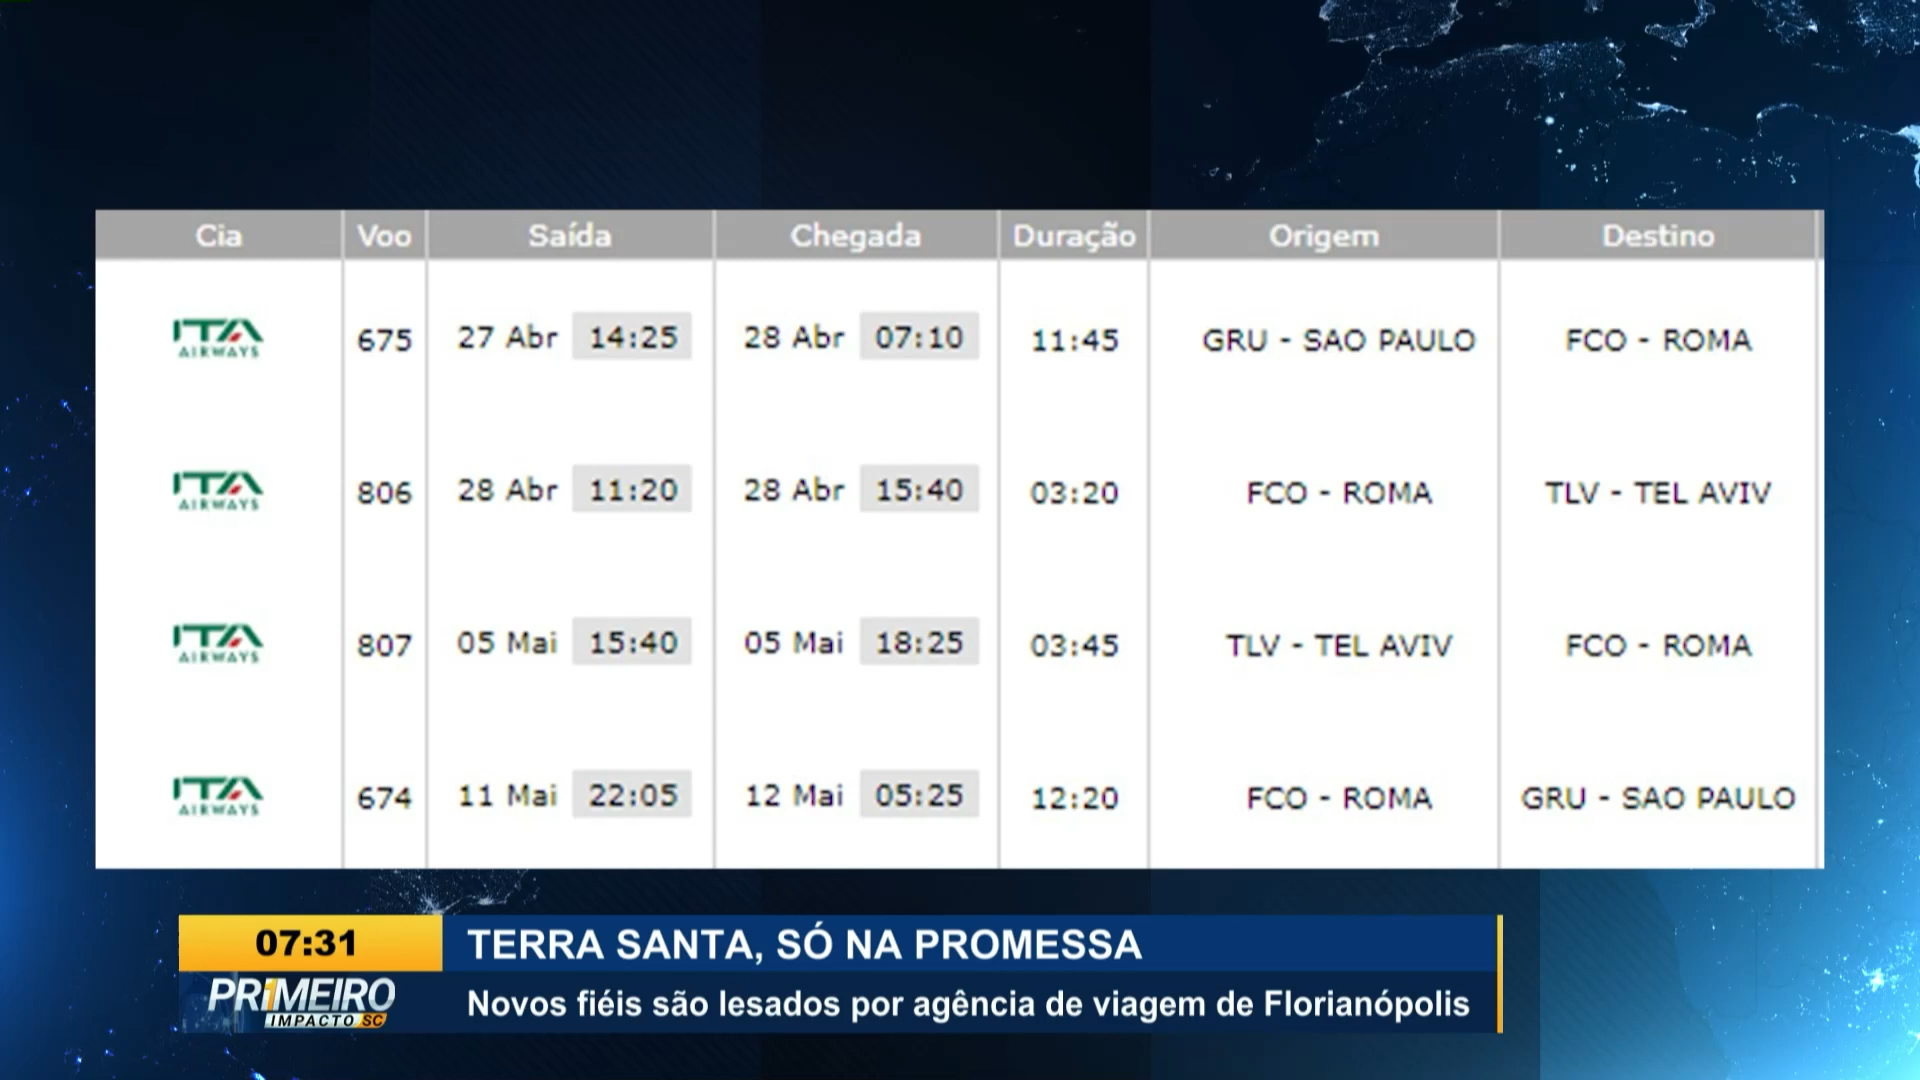 Cia Voo Saída Chegada Duração Origem Destino
ITA AIRWAYS 675 27 Abr 14:25 28 Abr 07:10 11:45 GRU - SAO PAULO FCO - ROMA
ITA AIRWAYS 806 28 Abr 11:20 28 Abr 15:40 03:20 FCO - ROMA TLV - TEL AVIV
ITA AIRWAYS 807 05 Mai 15:40 05 Mai 18:25 03:45 TLV - TEL AVIV FCO - ROMA
ITA AIRWAYS 674 11 Mai 22:05 12 Mai 05:25 12:20 FCO - ROMA GRU - SAO PAULO
07:31 TERRA SANTA, SÓ NA PROMESSA
PR1MEIRO
IMPACTO SC
Novos fiéis são lesados por agência de viagem de Florianópolis